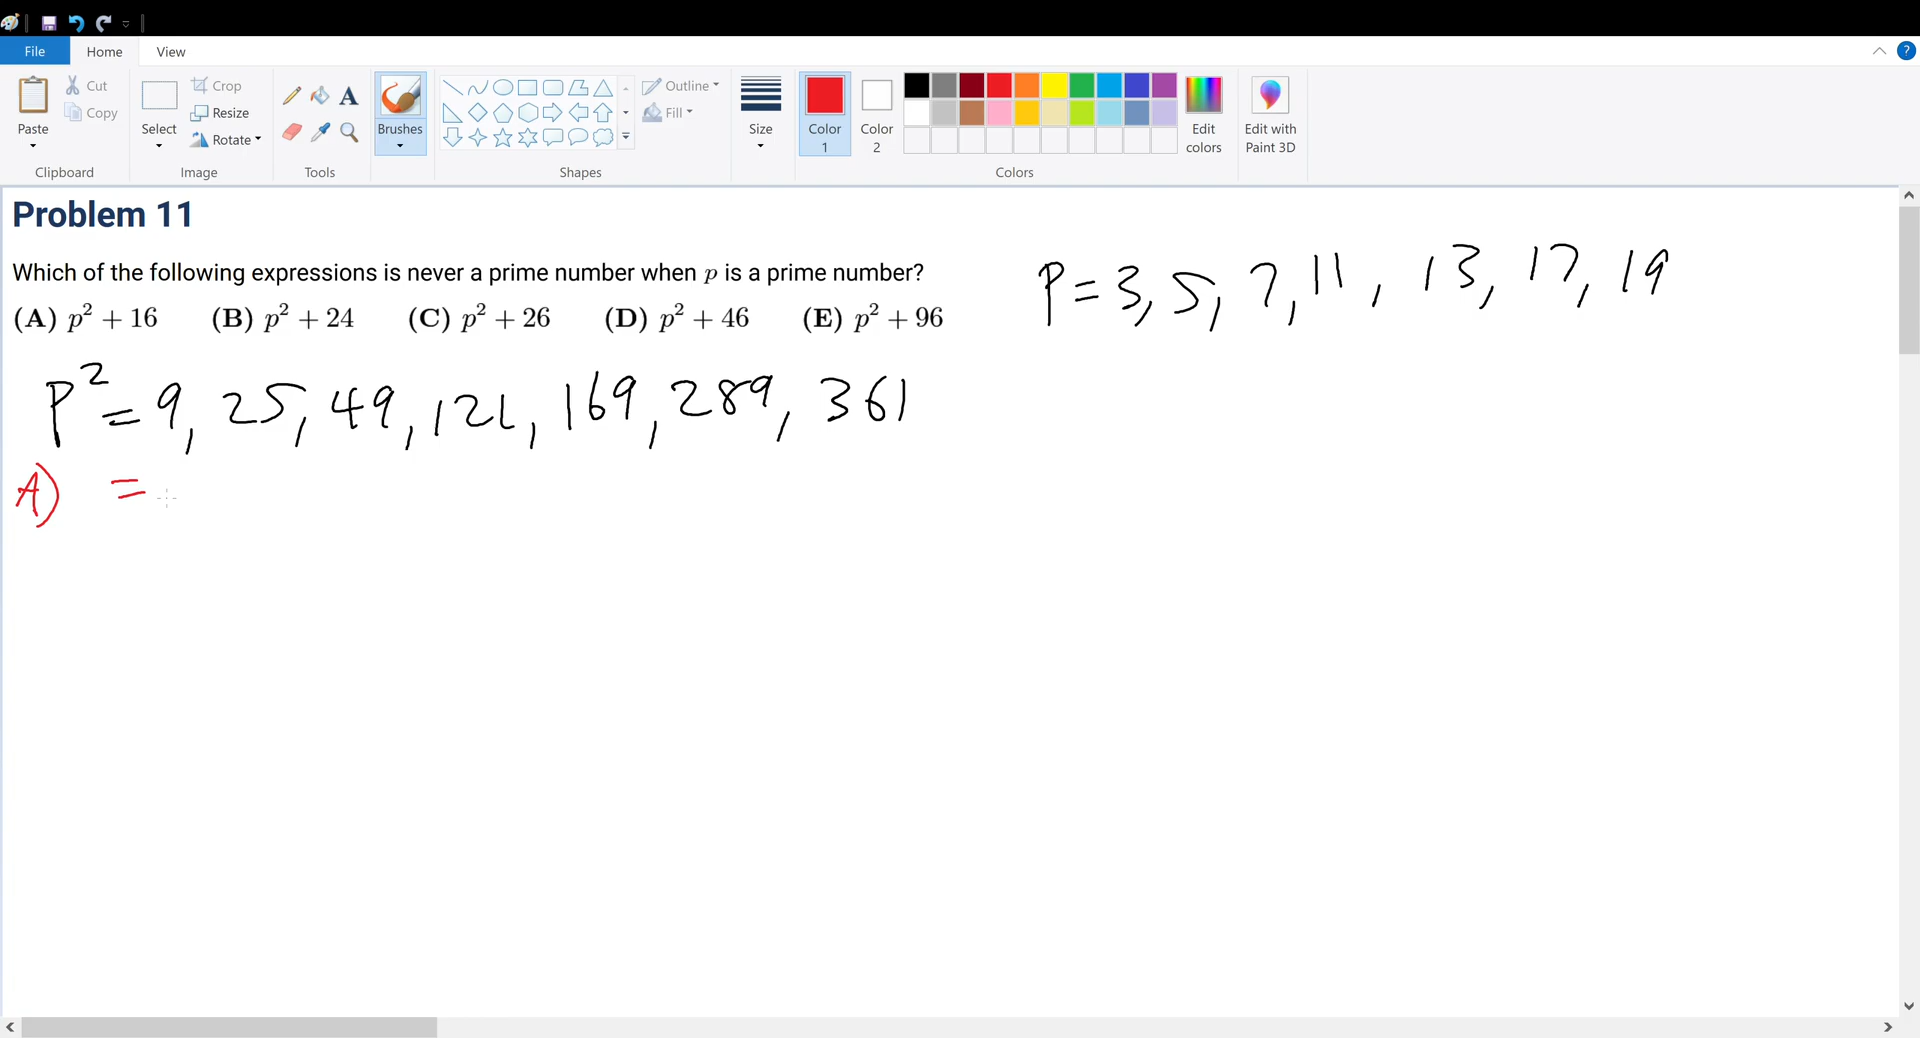 File Home View
Paste Cut Copy Clipboard
Select Crop Resize Rotate Image
A Tools
Brushes
Outline Fill Shapes
Size
Color 1 Color 2 Edit colors Colors
Edit with Paint 3D
?
Problem 11
Which of the following expressions is never a prime number when p is a prime number?
(A) p² + 16 (B) p² + 24 (C) p² + 26 (D) p² + 46 (E) p² + 96
P = 3, 5, 7, 11, 13, 17, 19
P² = 9, 25, 49, 121, 169, 289, 361
A) =